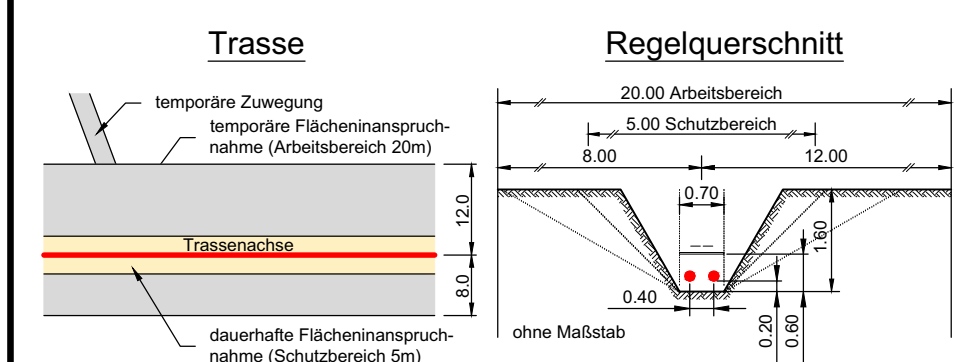 Trasse
temporäre Zuwegung
temporäre Flächeninanspruch-
nahme (Arbeitsbereich 20m)
12.0
Trassenachse
8.0
dauerhafte Flächeninanspruch-
nahme (Schutzbereich 5m)
Regelquerschnitt
20.00 Arbeitsbereich
5.00 Schutzbereich
8.00
12.00
0.70
1.60
0.40
0.20
0.60
ohne Maßstab